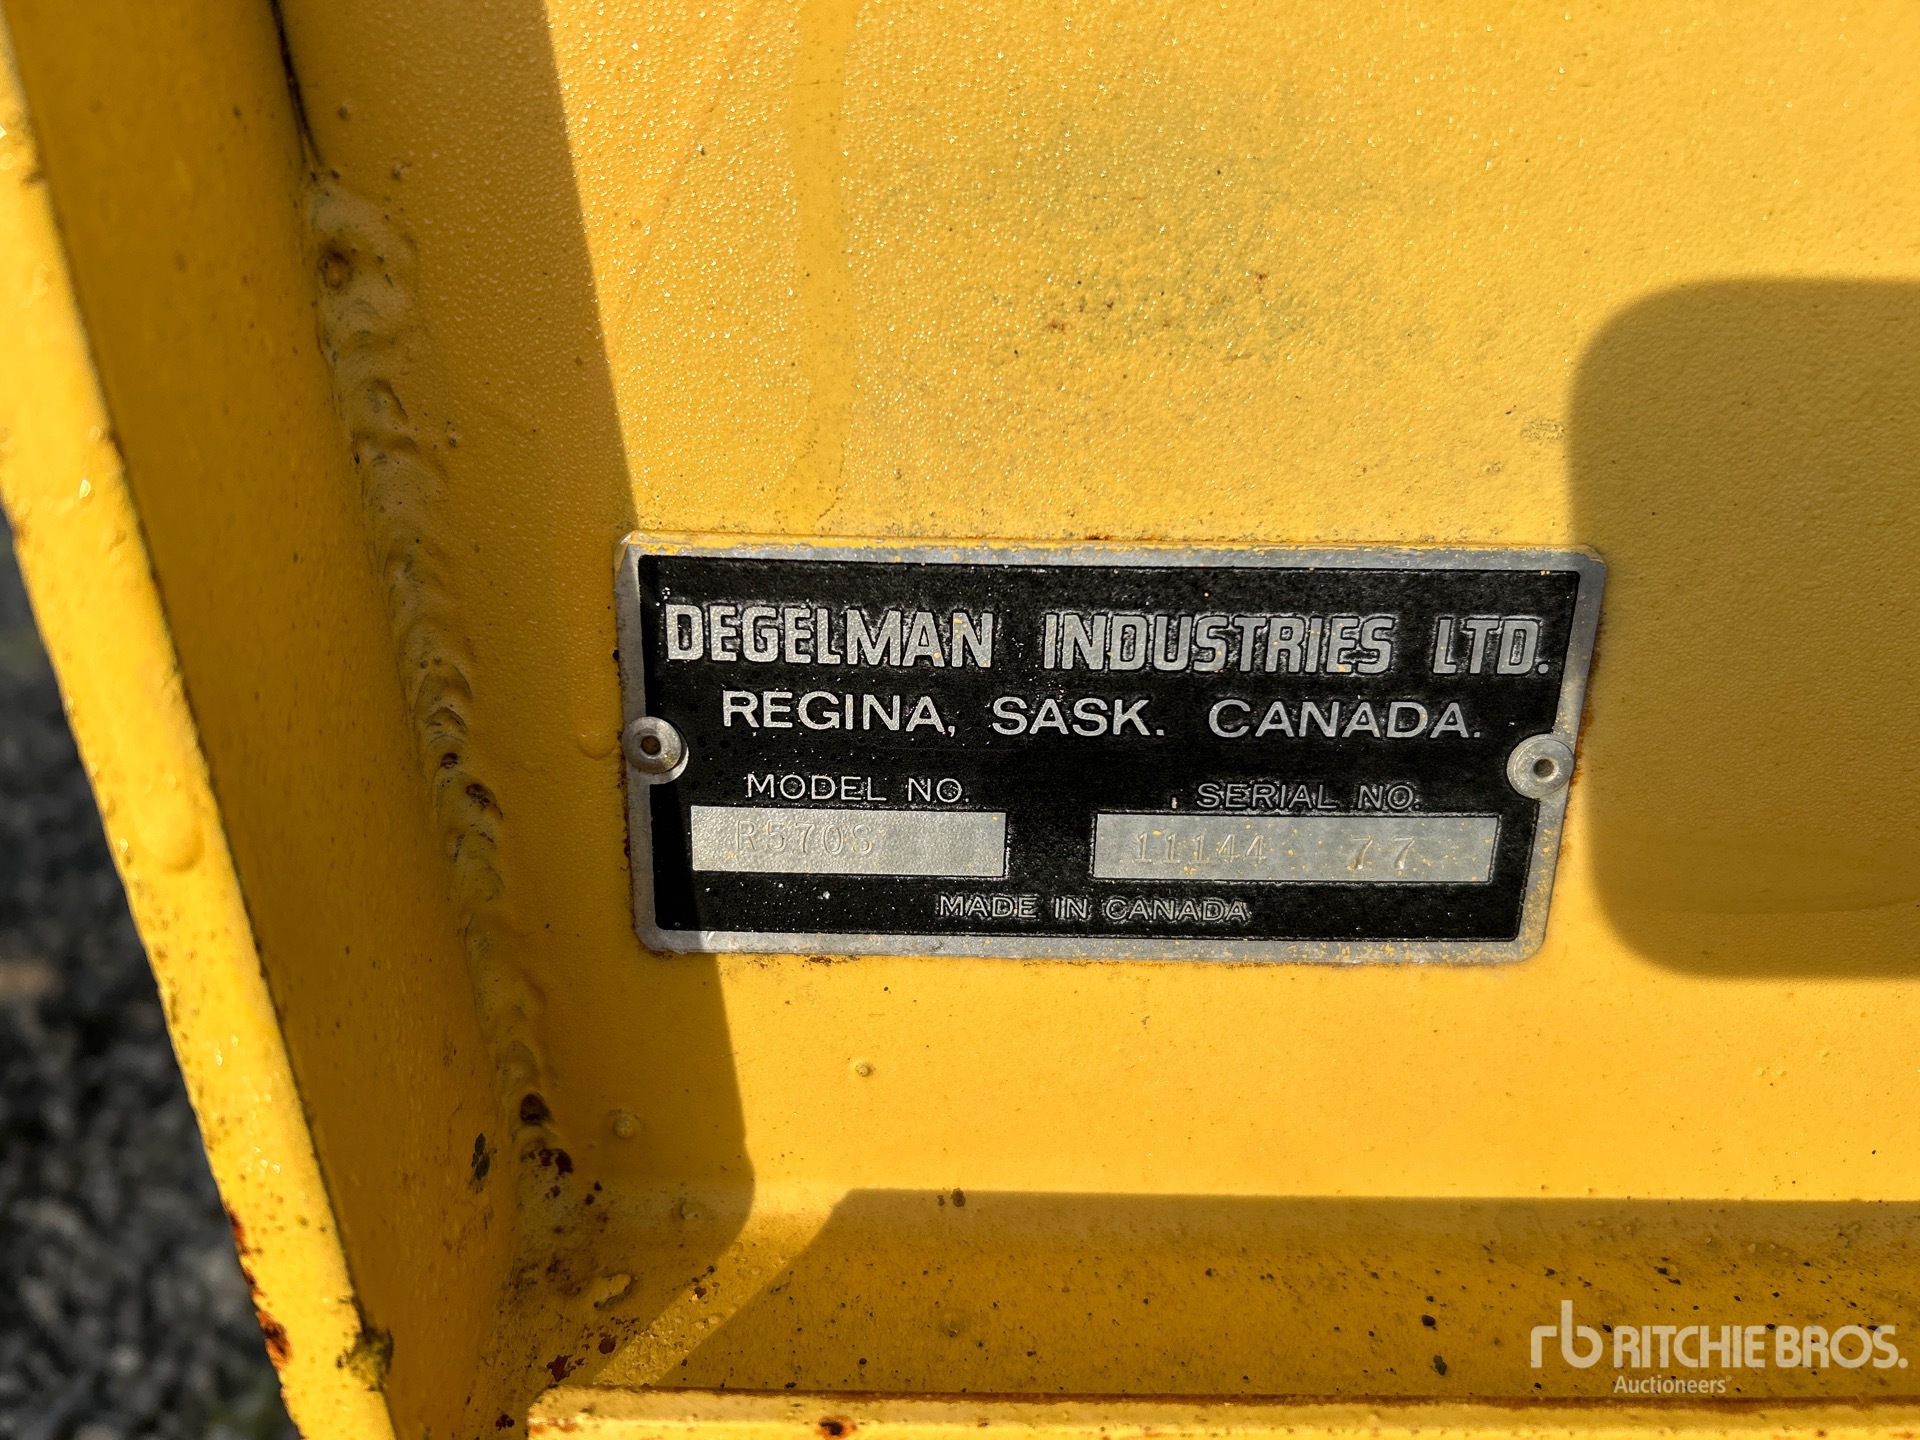 DEGELMAN INDUSTRIES LTD.
REGINA, SASK. CANADA.
MODEL NO. SERIAL NO.
R570S 11144 77
MADE IN CANADA
rb RITCHIE BROS.
Auctioneers